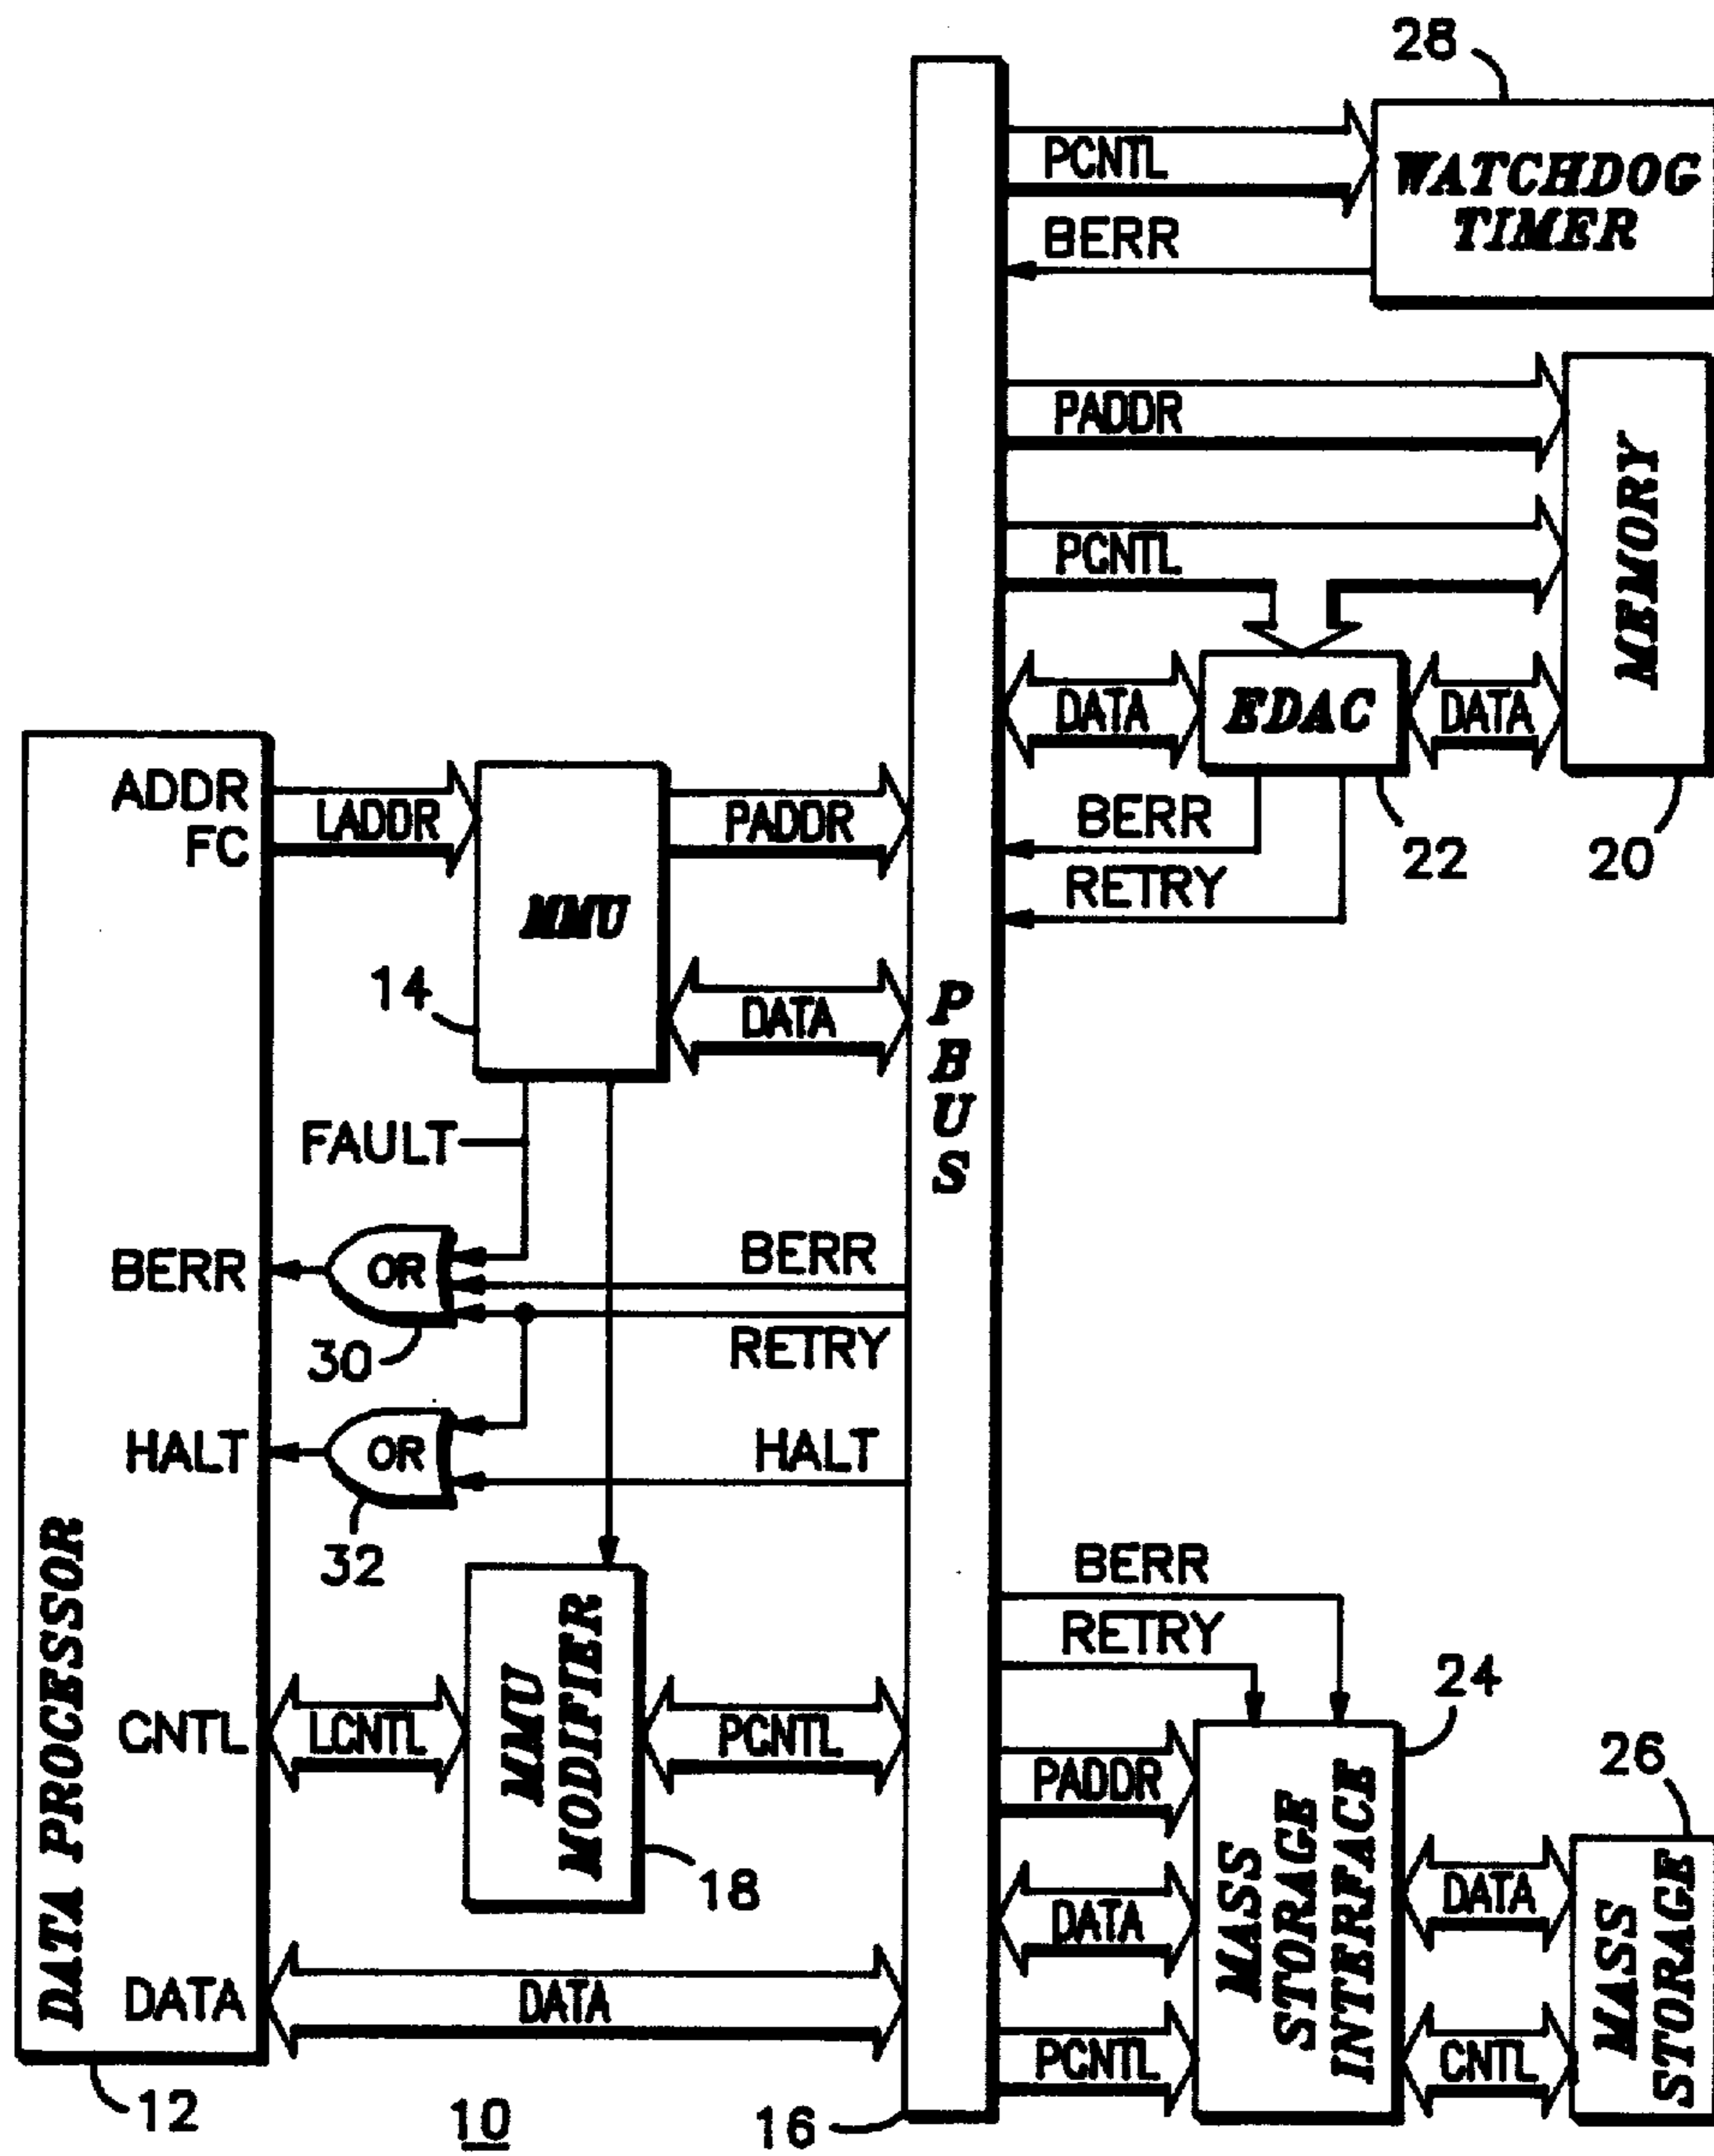 28
PCNTL
WATCHDOG
TIMER
BERR
PADDR
PCNTL
MEMORY
DATA
EDAC
DATA
ADDR
FC
LADDR
PADDR
BERR
RETRY
22
20
MMU
14
DATA
P
B
U
S
FAULT
BERR
OR
BERR
30
RETRY
HALT
OR
HALT
32
BERR
RETRY
24
DATA PROCESSOR
CNTL
LCNTL
MMU
MODIFIER
PCNTL
PADDR
26
18
MASS
STORAGE
INTERFACE
DATA
DATA
MASS
STORAGE
DATA
DATA
PCNTL
CNTL
12
10
16